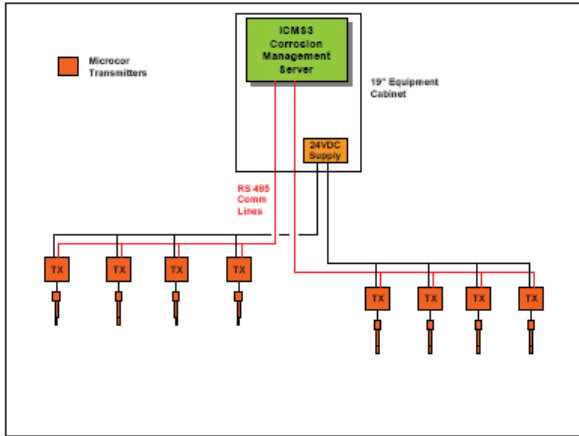 ICMS3
Corrosion
Management
Server
Microcor
Transmitters
19" Equipment
Cabinet
24VDC
Supply
RS 485
Comm
Lines
TX
TX
TX
TX
TX
TX
TX
TX